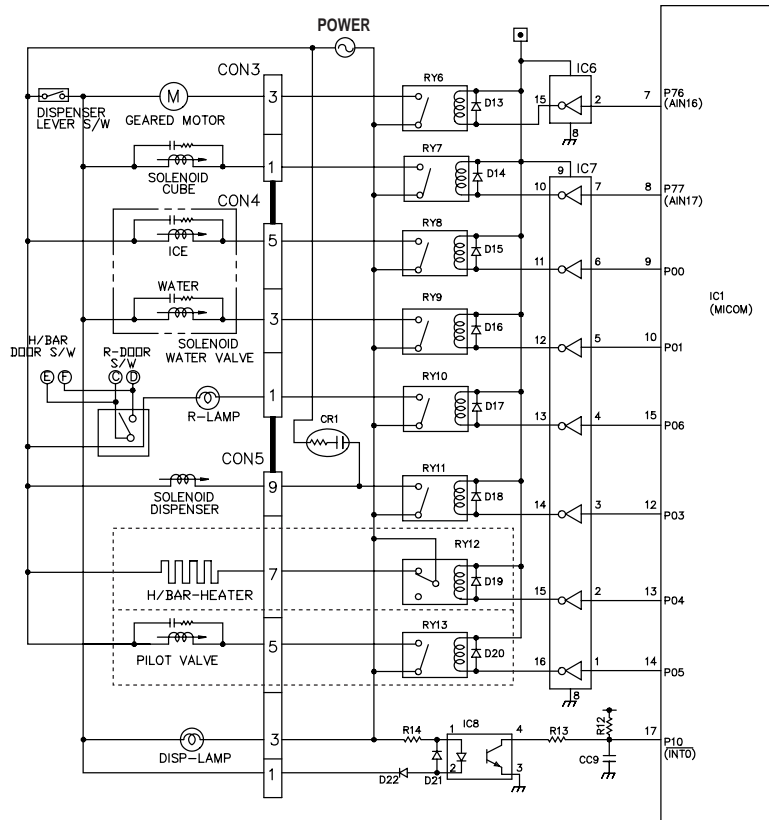 POWER
CON3
3
M
DISPENSER
LEVER S/W
GEARED MOTOR
RY6
D13
15
IC6
2
8
7
P76
(AIN16)
1
SOLENOID
CUBE
RY7
D14
9
IC7
10
7
8
P77
(AIN17)
CON4
5
ICE
RY8
D15
11
6
9
P00
WATER
3
SOLENOID
WATER VALVE
RY9
D16
12
5
10
P01
IC1
(MICOM)
H/BAR
DOOR S/W
R-DOOR
S/W
E F C D
1
R-LAMP
RY10
D17
13
4
15
P06
CR1
CON5
9
SOLENOID
DISPENSER
RY11
D18
14
3
12
P03
7
H/BAR-HEATER
RY12
D19
15
2
13
P04
5
PILOT VALVE
RY13
D20
16
1
14
P05
8
3
DISP-LAMP
R14
1
IC8
4
R13
R12
17
P10
(INT0)
1
D22
D21
2
3
CC9